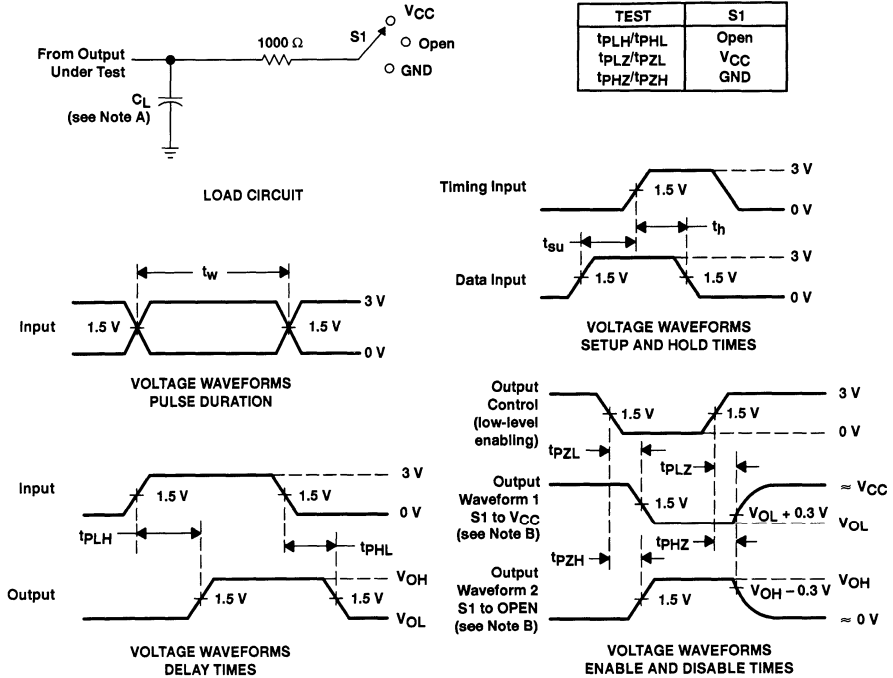 VCC
S1
1000 Ω
Open
GND
From Output
Under Test
CL
(see Note A)
LOAD CIRCUIT
TEST S1
tPLH/tPHL Open
tPLZ/tPZL VCC
tPHZ/tPZH GND
Timing Input
1.5 V
3 V
0 V
tsu
th
Data Input
1.5 V
1.5 V
3 V
0 V
VOLTAGE WAVEFORMS
SETUP AND HOLD TIMES
tw
Input
1.5 V
1.5 V
3 V
0 V
VOLTAGE WAVEFORMS
PULSE DURATION
Input
1.5 V
1.5 V
3 V
0 V
tPLH
tPHL
Output
1.5 V
1.5 V
VOH
VOL
VOLTAGE WAVEFORMS
DELAY TIMES
Output
Control
(low-level
enabling)
1.5 V
1.5 V
3 V
0 V
tPZL
tPLZ
Output
Waveform 1
S1 to VCC
(see Note B)
1.5 V
VOL + 0.3 V
≈ VCC
VOL
tPZH
tPHZ
Output
Waveform 2
S1 to OPEN
(see Note B)
1.5 V
VOH – 0.3 V
VOH
≈ 0 V
VOLTAGE WAVEFORMS
ENABLE AND DISABLE TIMES